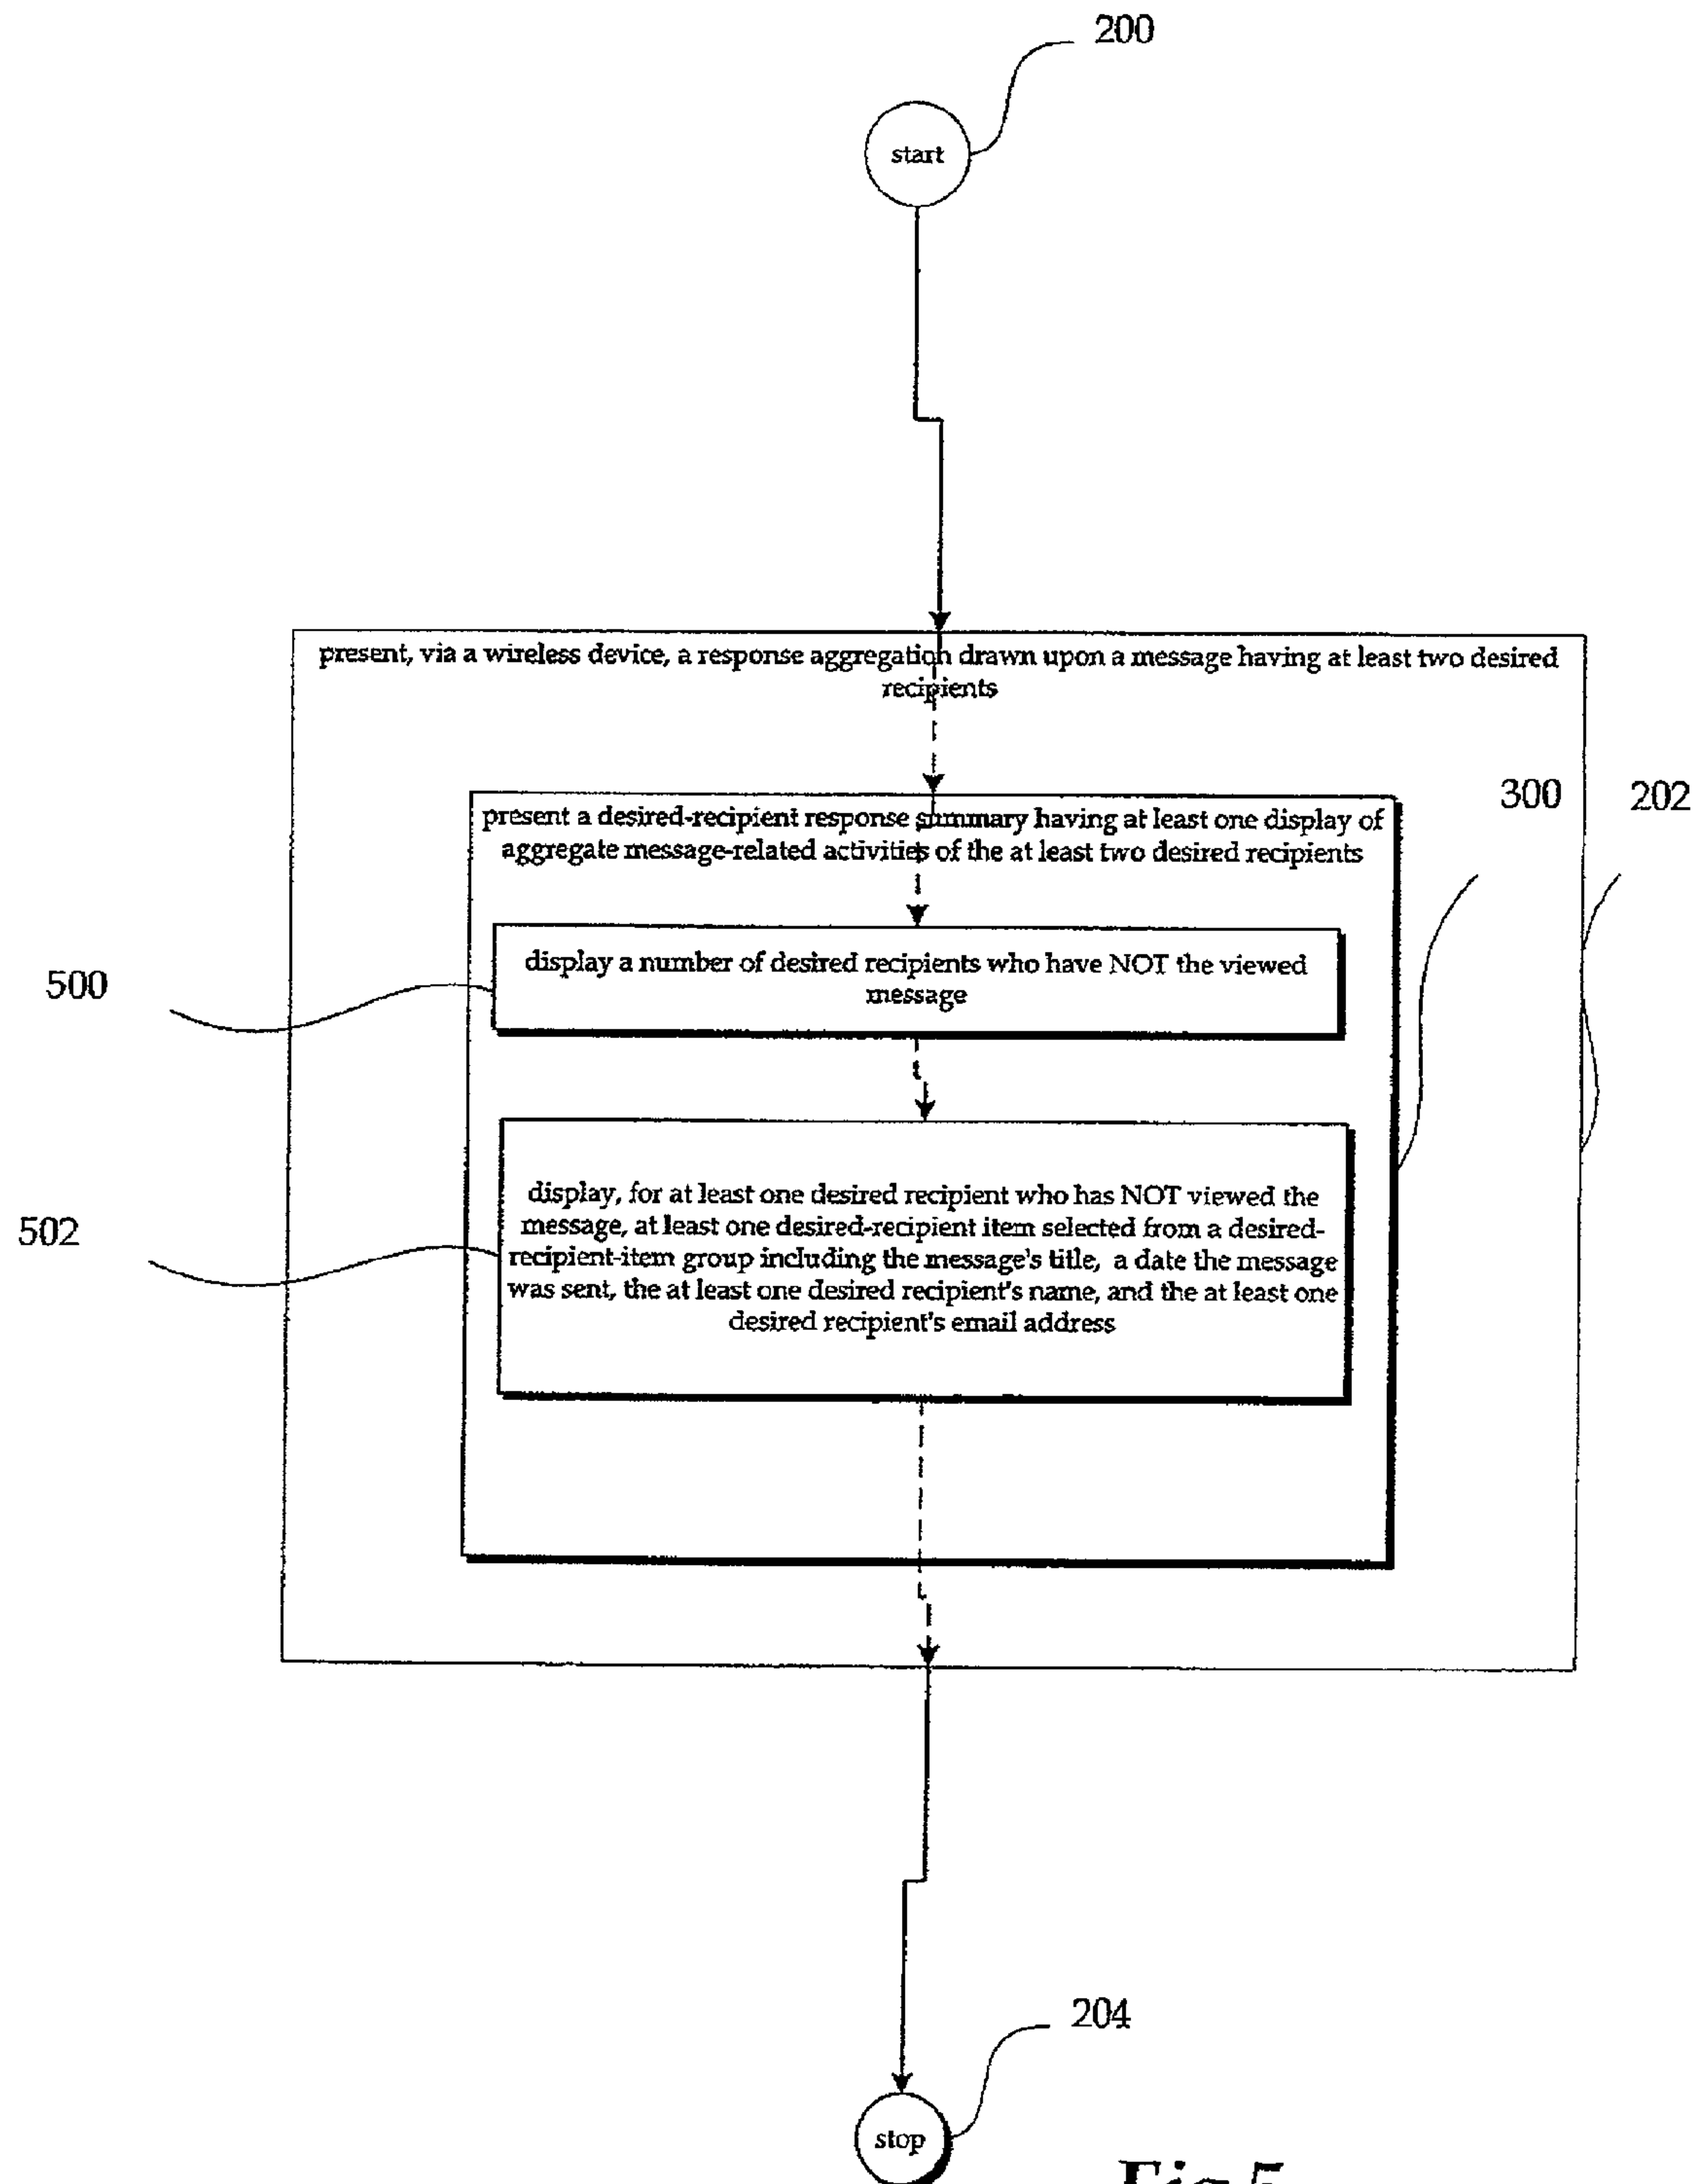 200
start
present, via a wireless device, a response aggregation drawn upon a message having at least two desired
recipients
300
202
present a desired-recipient response summary having at least one display of
aggregate message-related activities of the at least two desired recipients
500
display a number of desired recipients who have NOT the viewed
message
502
display, for at least one desired recipient who has NOT viewed the
message, at least one desired-recipient item selected from a desired-
recipient-item group including the message's title, a date the message
was sent, the at least one desired recipient's name, and the at least one
desired recipient's email address
204
stop
Fig 5